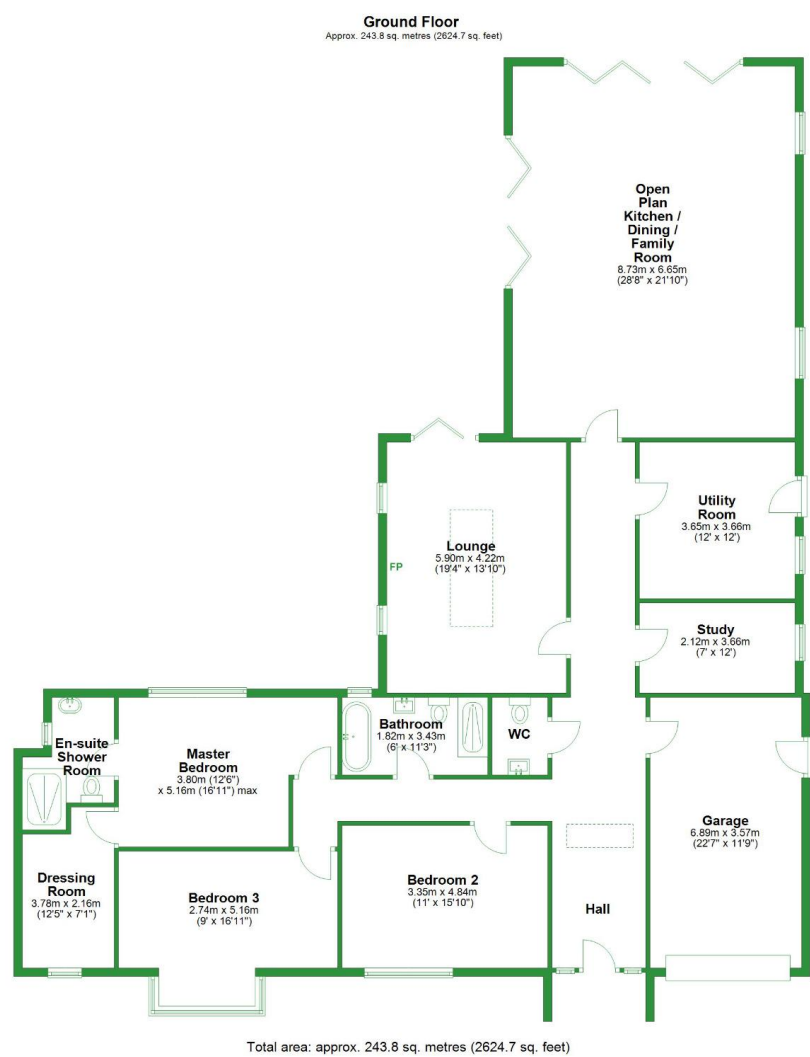 Ground Floor
Approx. 243.8 sq. metres (2624.7 sq. feet)
Open
Plan
Kitchen /
Dining /
Family
Room
8.73m x 6.65m
(28'8" x 21'10")
Utility
Room
3.65m x 3.66m
(12' x 12')
Lounge
5.90m x 4.22m
(19'4" x 13'10")
FP
Study
2.12m x 3.66m
(7' x 12')
En-suite
Shower
Room
Master
Bedroom
3.80m (12'6")
x 5.16m (16'11") max
Bathroom
1.82m x 3.43m
(6' x 11'3")
WC
Garage
6.89m x 3.57m
(22'7" x 11'9")
Dressing
Room
3.78m x 2.16m
(12'5" x 7'1")
Bedroom 3
2.74m x 5.16m
(9' x 16'11")
Bedroom 2
3.35m x 4.84m
(11' x 15'10")
Hall
Total area: approx. 243.8 sq. metres (2624.7 sq. feet)